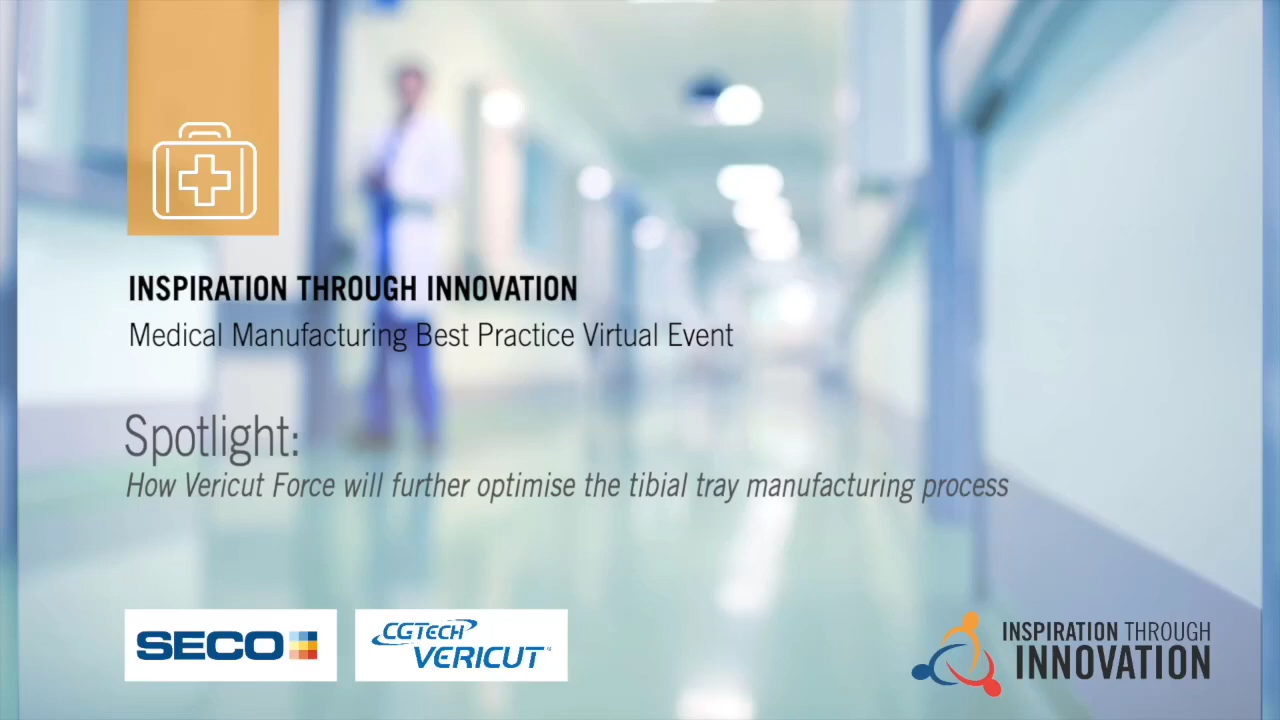 INSPIRATION THROUGH INNOVATION
Medical Manufacturing Best Practice Virtual Event
Spotlight:
How Vericut Force will further optimise the tibial tray manufacturing process
SECO
CGTECH
VERICUT
INSPIRATION THROUGH
INNOVATION